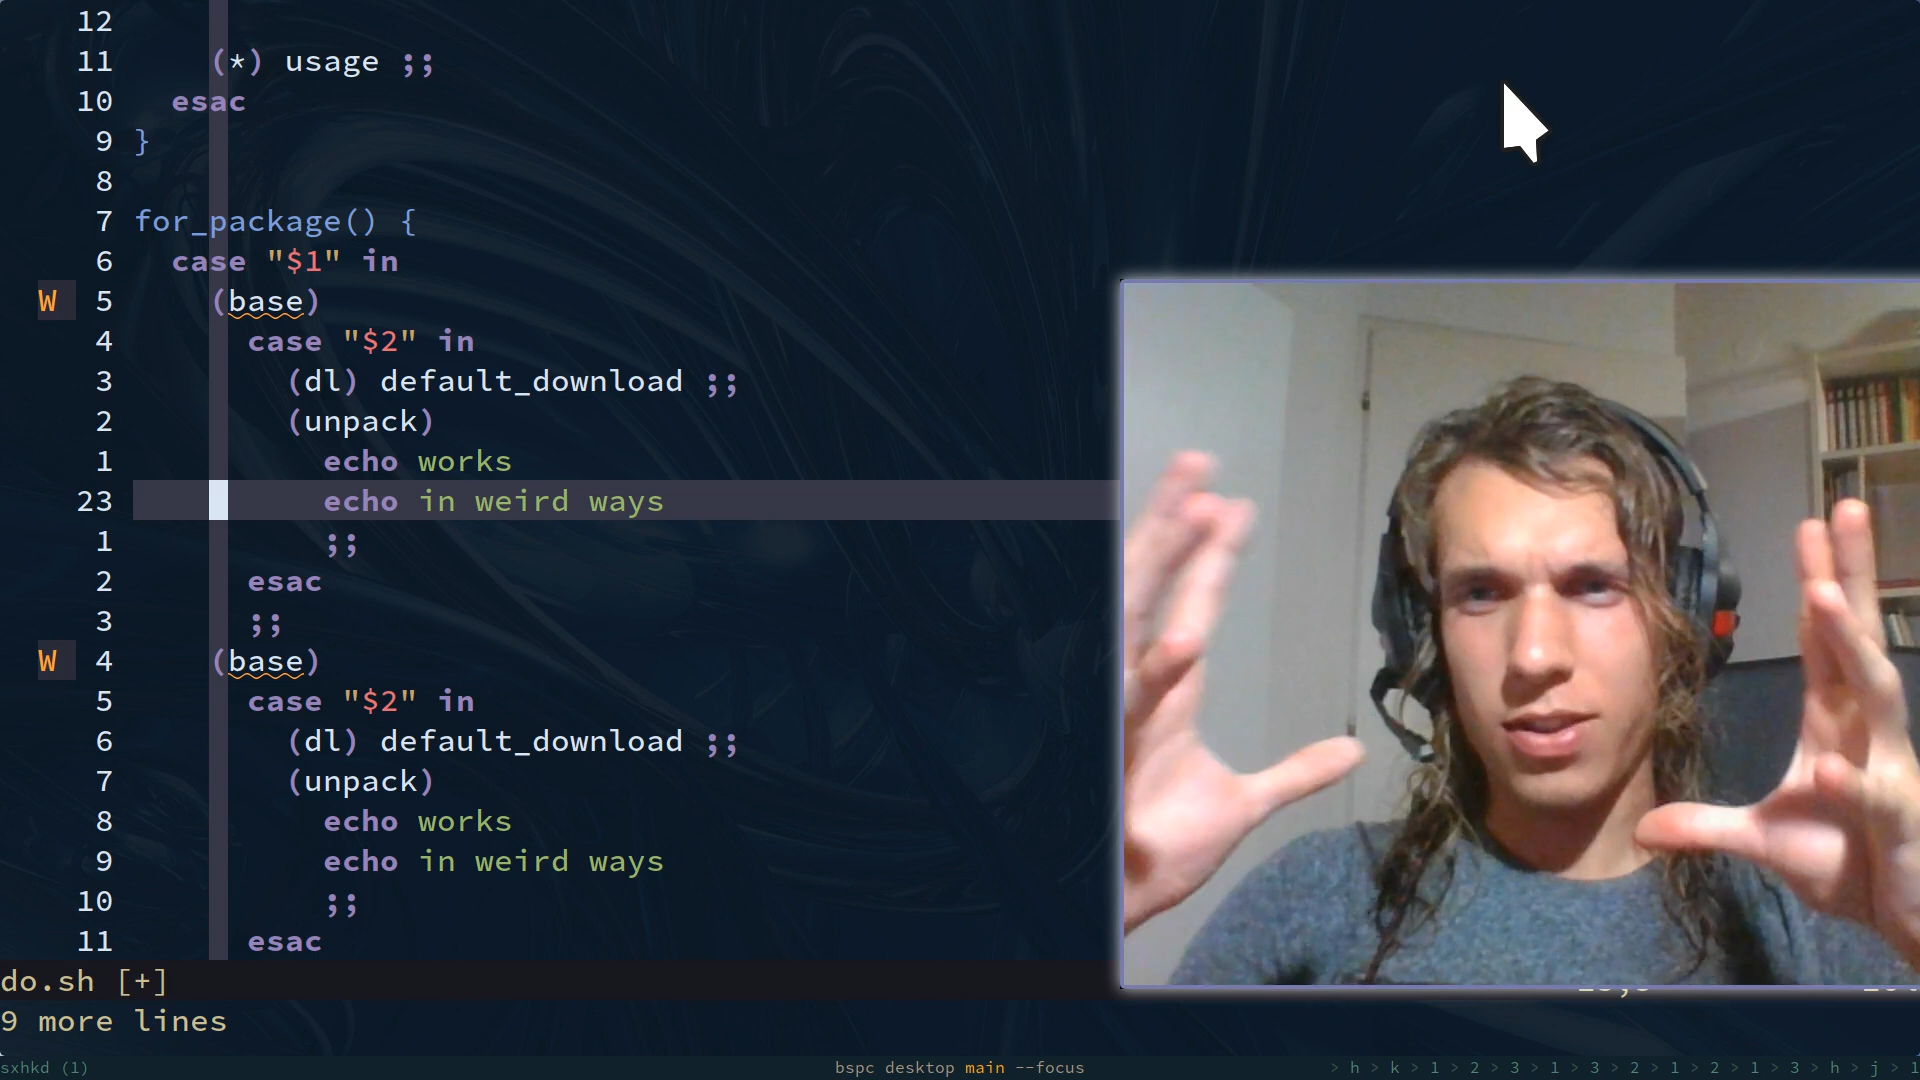 12
11 (*) usage ;;
10 esac
9 }
8
7 for_package() {
6 case "$1" in
W 5 (base)
4 case "$2" in
3 (dl) default_download ;;
2 (unpack)
1 echo works
23 echo in weird ways
1 ;;
2 esac
3 ;;
W 4 (base)
5 case "$2" in
6 (dl) default_download ;;
7 (unpack)
8 echo works
9 echo in weird ways
10 ;;
11 esac
do.sh [+]
9 more lines
sxhkd (1) bspc desktop main --focus > h > k > 1 > 2 > 3 > 1 > 3 > 2 > 1 > 2 > 1 > 3 > h > j > 1